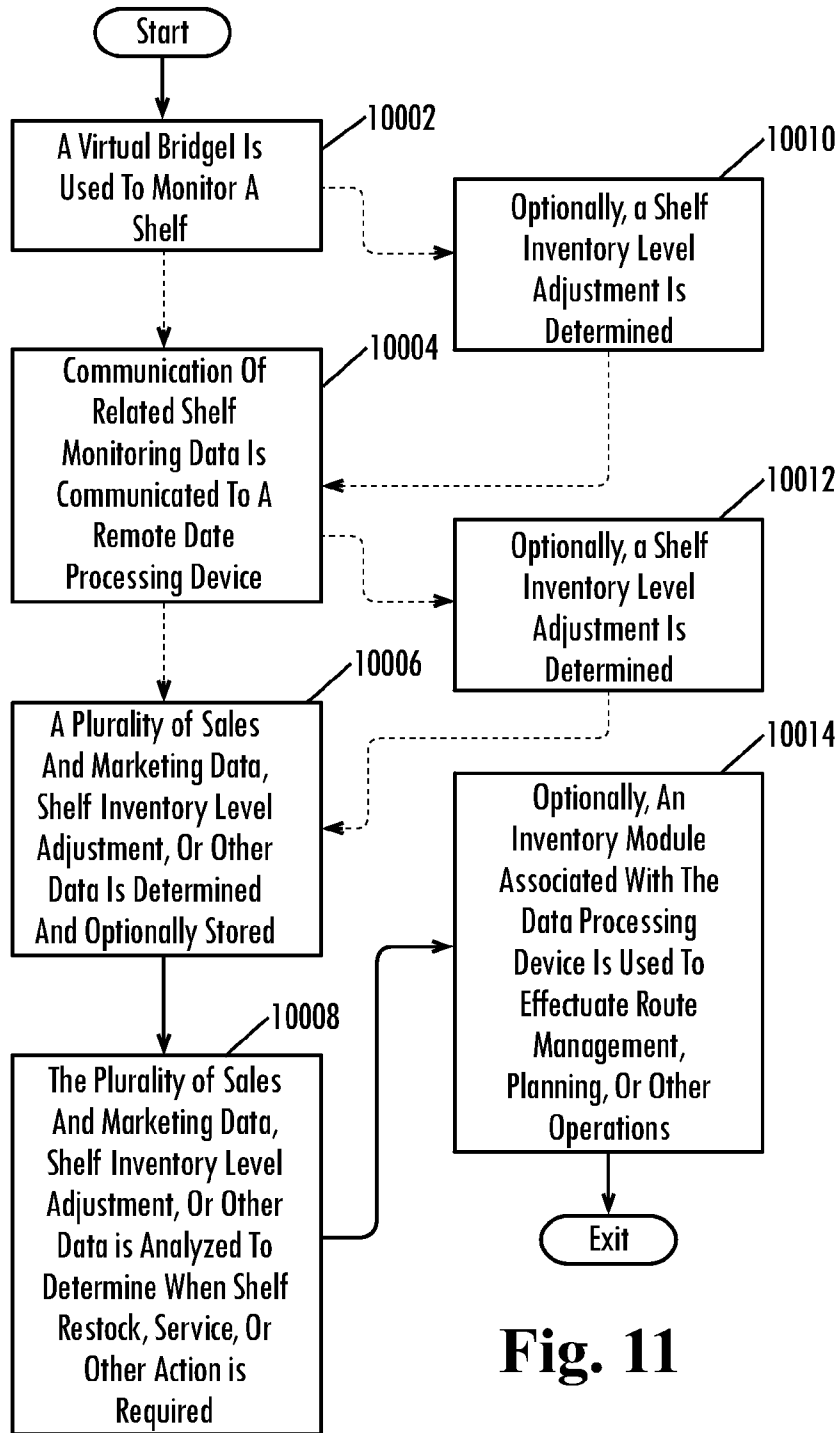 Start
10002
A Virtual Bridgel Is
Used To Monitor A
Shelf
10010
Optionally, a Shelf
Inventory Level
Adjustment Is
Determined
10004
Communication Of
Related Shelf
Monitoring Data Is
Communicated To A
Remote Date
Processing Device
10012
Optionally, a Shelf
Inventory Level
Adjustment Is
Determined
10006
A Plurality of Sales
And Marketing Data,
Shelf Inventory Level
Adjustment, Or Other
Data Is Determined
And Optionally Stored
10014
Optionally, An
Inventory Module
Associated With The
Data Processing
Device Is Used To
Effectuate Route
Management,
Planning, Or Other
Operations
10008
The Plurality of Sales
And Marketing Data,
Shelf Inventory Level
Adjustment, Or Other
Data is Analyzed To
Determine When Shelf
Restock, Service, Or
Other Action is
Required
Exit
Fig. 11